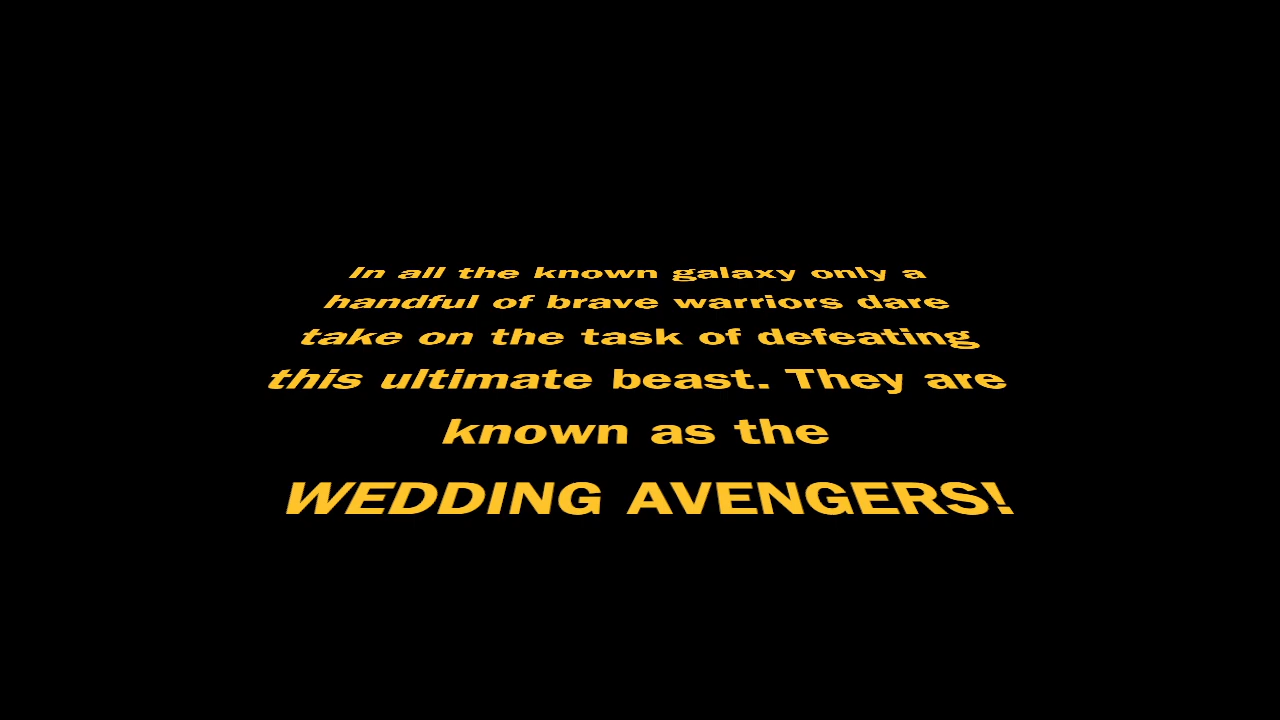 In all the known galaxy only a
handful of brave warriors dare
take on the task of defeating
this ultimate beast. They are
known as the
WEDDING AVENGERS!